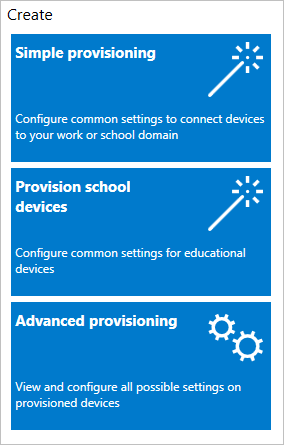 Create
Simple provisioning
Configure common settings to connect devices
to your work or school domain
Provision school
devices
Configure common settings for educational
devices
Advanced provisioning
View and configure all possible settings on
provisioned devices